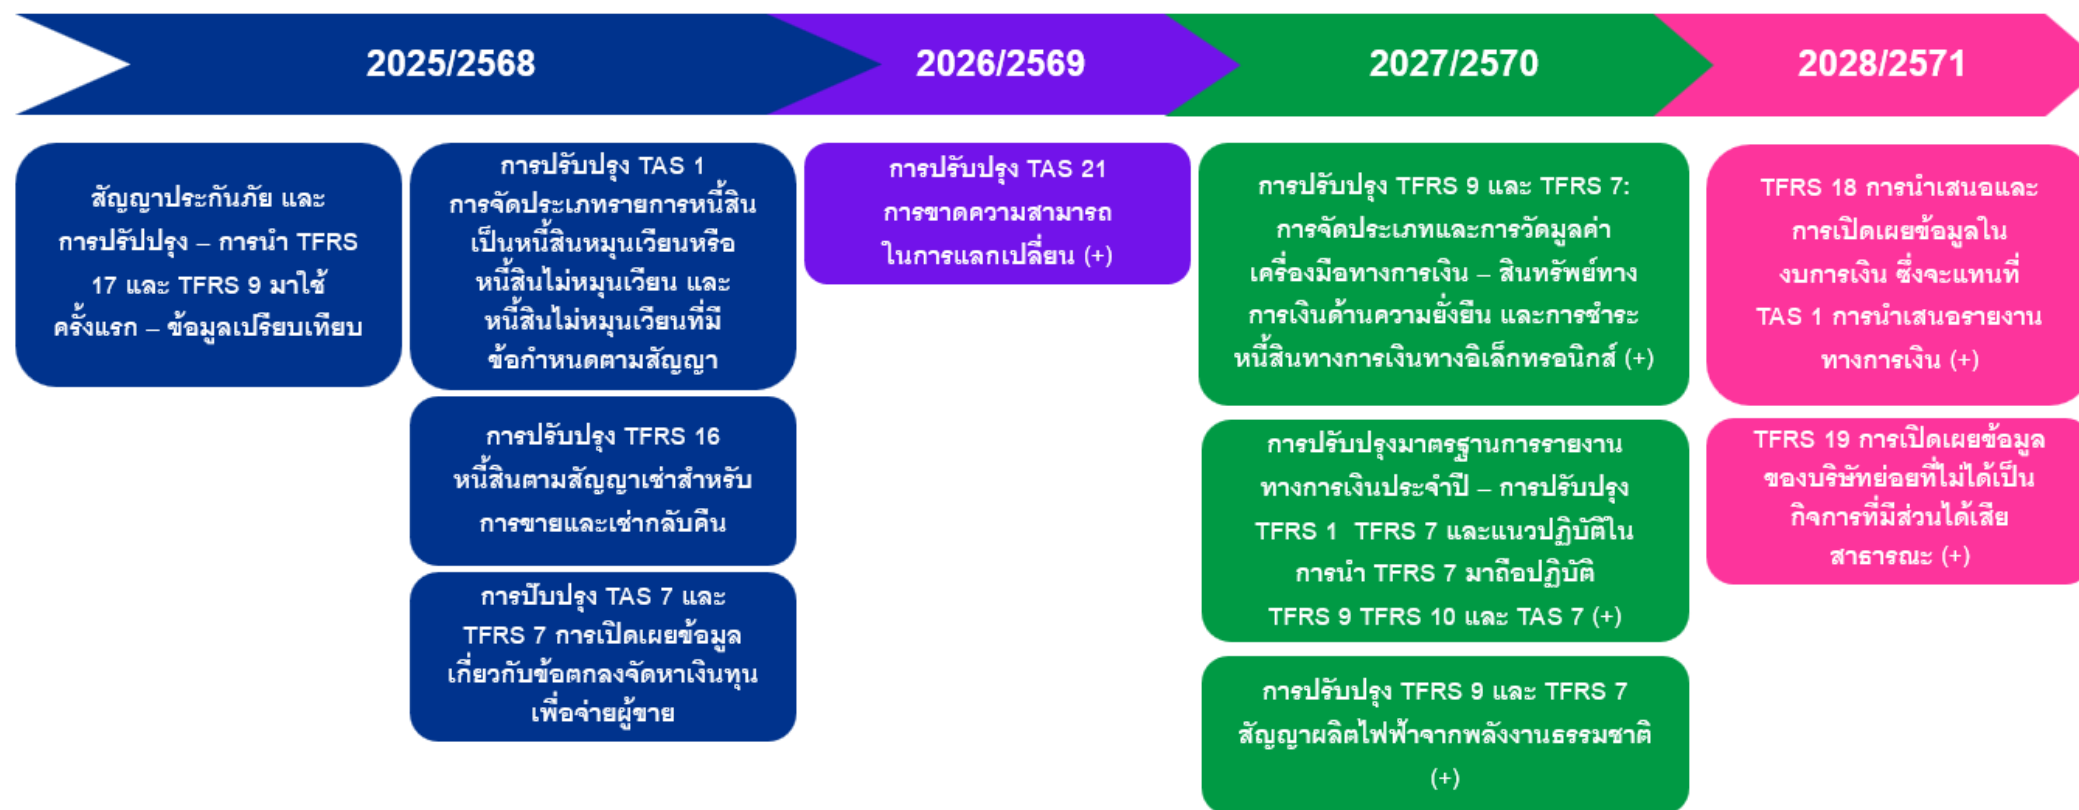 2025/2568
2026/2569
2027/2570
2028/2571
สัญญาประกันภัย และ
การปรัปปรุง – การนำ TFRS
17 และ TFRS 9 มาใช้
ครั้งแรก – ข้อมูลเปรียบเทียบ
การปรับปรุง TAS 1
การจัดประเภทรายการหนี้สิน
เป็นหนี้สินหมุนเวียนหรือ
หนี้สินไม่หมุนเวียน และ
หนี้สินไม่หมุนเวียนที่มี
ข้อกำหนดตามสัญญา
การปรับปรุง TFRS 16
หนี้สินตามสัญญาเช่าสำหรับ
การขายและเช่ากลับคืน
การปับปรุง TAS 7 และ
TFRS 7 การเปิดเผยข้อมูล
เกี่ยวกับข้อตกลงจัดหาเงินทุน
เพื่อจ่ายผู้ขาย
การปรับปรุง TAS 21
การขาดความสามารถ
ในการแลกเปลี่ยน (+)
การปรับปรุง TFRS 9 และ TFRS 7:
การจัดประเภทและการวัดมูลค่า
เครื่องมือทางการเงิน – สินทรัพย์ทาง
การเงินด้านความยั่งยืน และการชำระ
หนี้สินทางการเงินทางอิเล็กทรอนิกส์ (+)
การปรับปรุงมาตรฐานการรายงาน
ทางการเงินประจำปี – การปรับปรุง
TFRS 1 TFRS 7 และแนวปฏิบัติใน
การนำ TFRS 7 มาถือปฏิบัติ
TFRS 9 TFRS 10 และ TAS 7 (+)
การปรับปรุง TFRS 9 และ TFRS 7
สัญญาผลิตไฟฟ้าจากพลังงานธรรมชาติ
(+)
TFRS 18 การนำเสนอและ
การเปิดเผยข้อมูลใน
งบการเงิน ซึ่งจะแทนที่
TAS 1 การนำเสนอรายงาน
ทางการเงิน (+)
TFRS 19 การเปิดเผยข้อมูล
ของบริษัทย่อยที่ไม่ได้เป็น
กิจการที่มีส่วนได้เสีย
สาธารณะ (+)